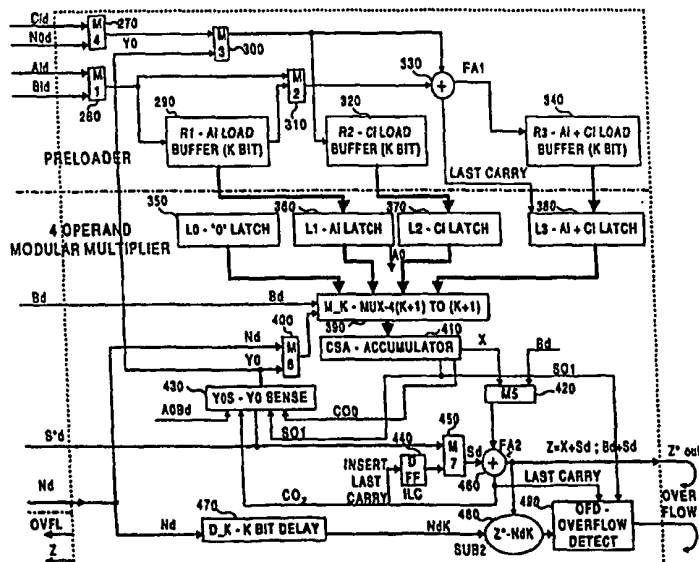 Cid
N0d
Y0
M
4
270
M
3
300
Aid
Bid
M
1
260
M
2
310
330
FA1
290
R1 - Ai LOAD
BUFFER (K BIT)
320
R2 - Ci LOAD
BUFFER (K BIT)
340
R3 - Ai + Ci LOAD
BUFFER (K BIT)
PRELOADER
LAST CARRY
4 OPERAND
MODULAR MULTIPLIER
350
L0 - "0" LATCH
360
L1 - Ai LATCH
370
L2 - Ci LATCH
380
L3 - Ai + Ci LATCH
A0
Bd
Bd
M_K - MUX-4(K+1) TO (K+1)
390
400
Nd
Y0
M
6
410
CSA - ACCUMULATOR
X
Bd
SO1
M5
420
430
Y0S - Y0 SENSE
A0Bd
CO0
SO1
S*d
450
M
7
Sd
FA2
460
440
D
FF
ILC
INSERT
LAST
CARRY
CO2
Z=X+Sd ; Bd+Sd
Z* out
LAST CARRY
OVER
FLOW
490
OFD -
OVERFLOW
DETECT
480
Z*-NdK
SUB2
Nd
OVFL
Z
470
Nd
D_K - K BIT DELAY
NdK